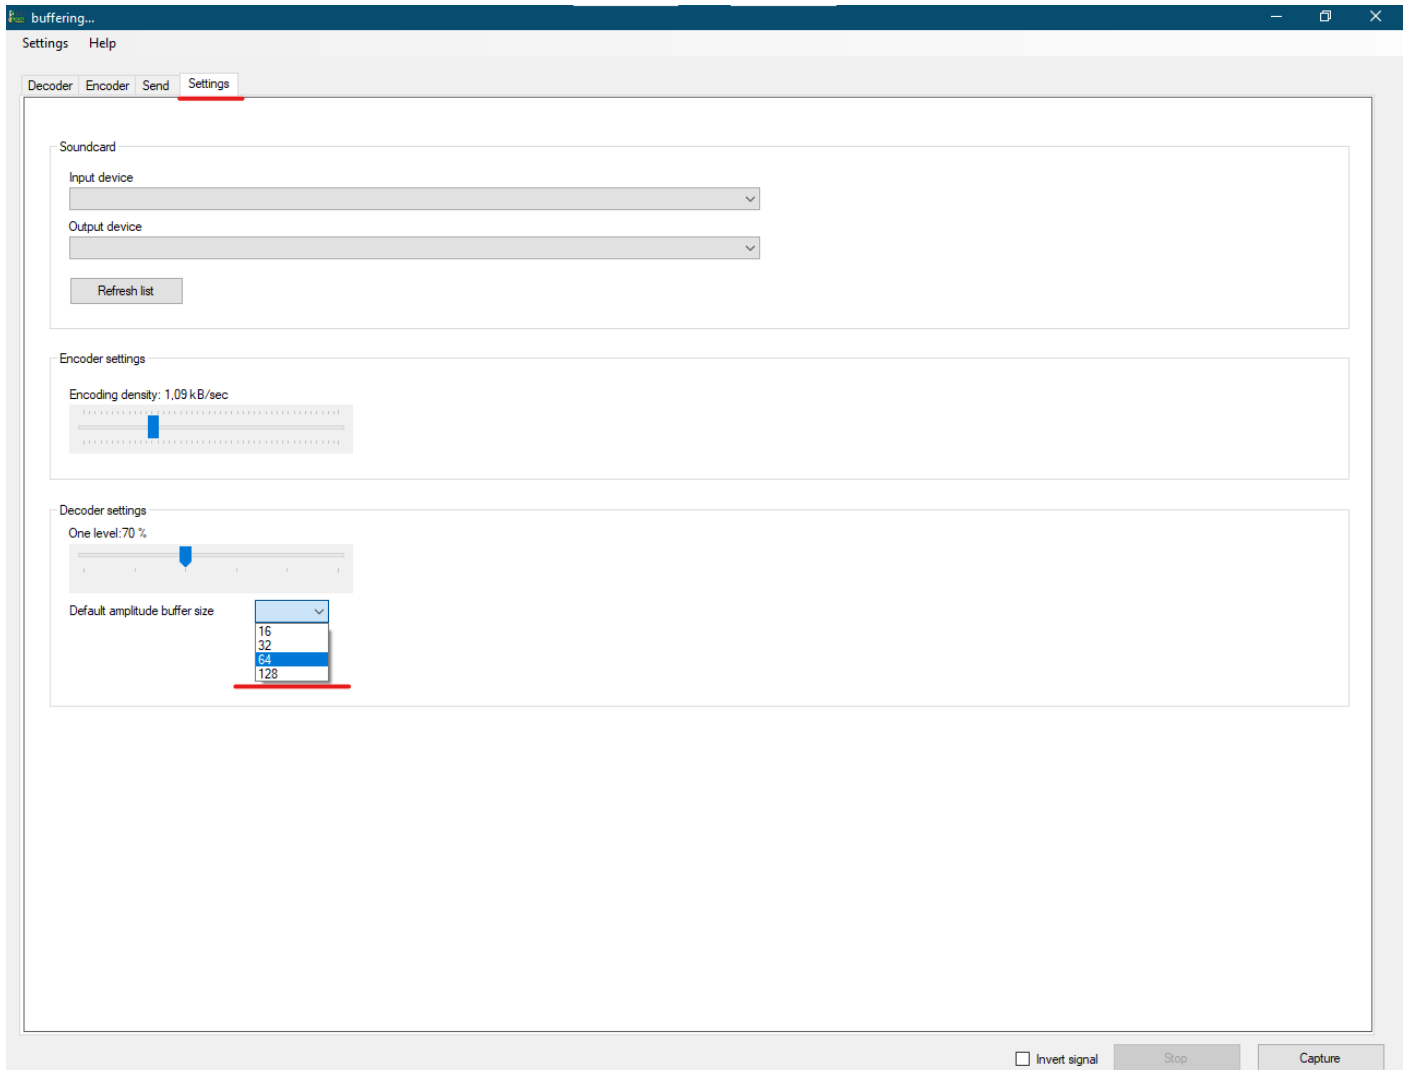 buffering...
Settings Help
Decoder Encoder Send Settings
Soundcard
Input device
Output device
Refresh list
Encoder settings
Encoding density: 1,09 kB/sec
Decoder settings
One level:70 %
Default amplitude buffer size
16
32
64
128
Invert signal Stop Capture